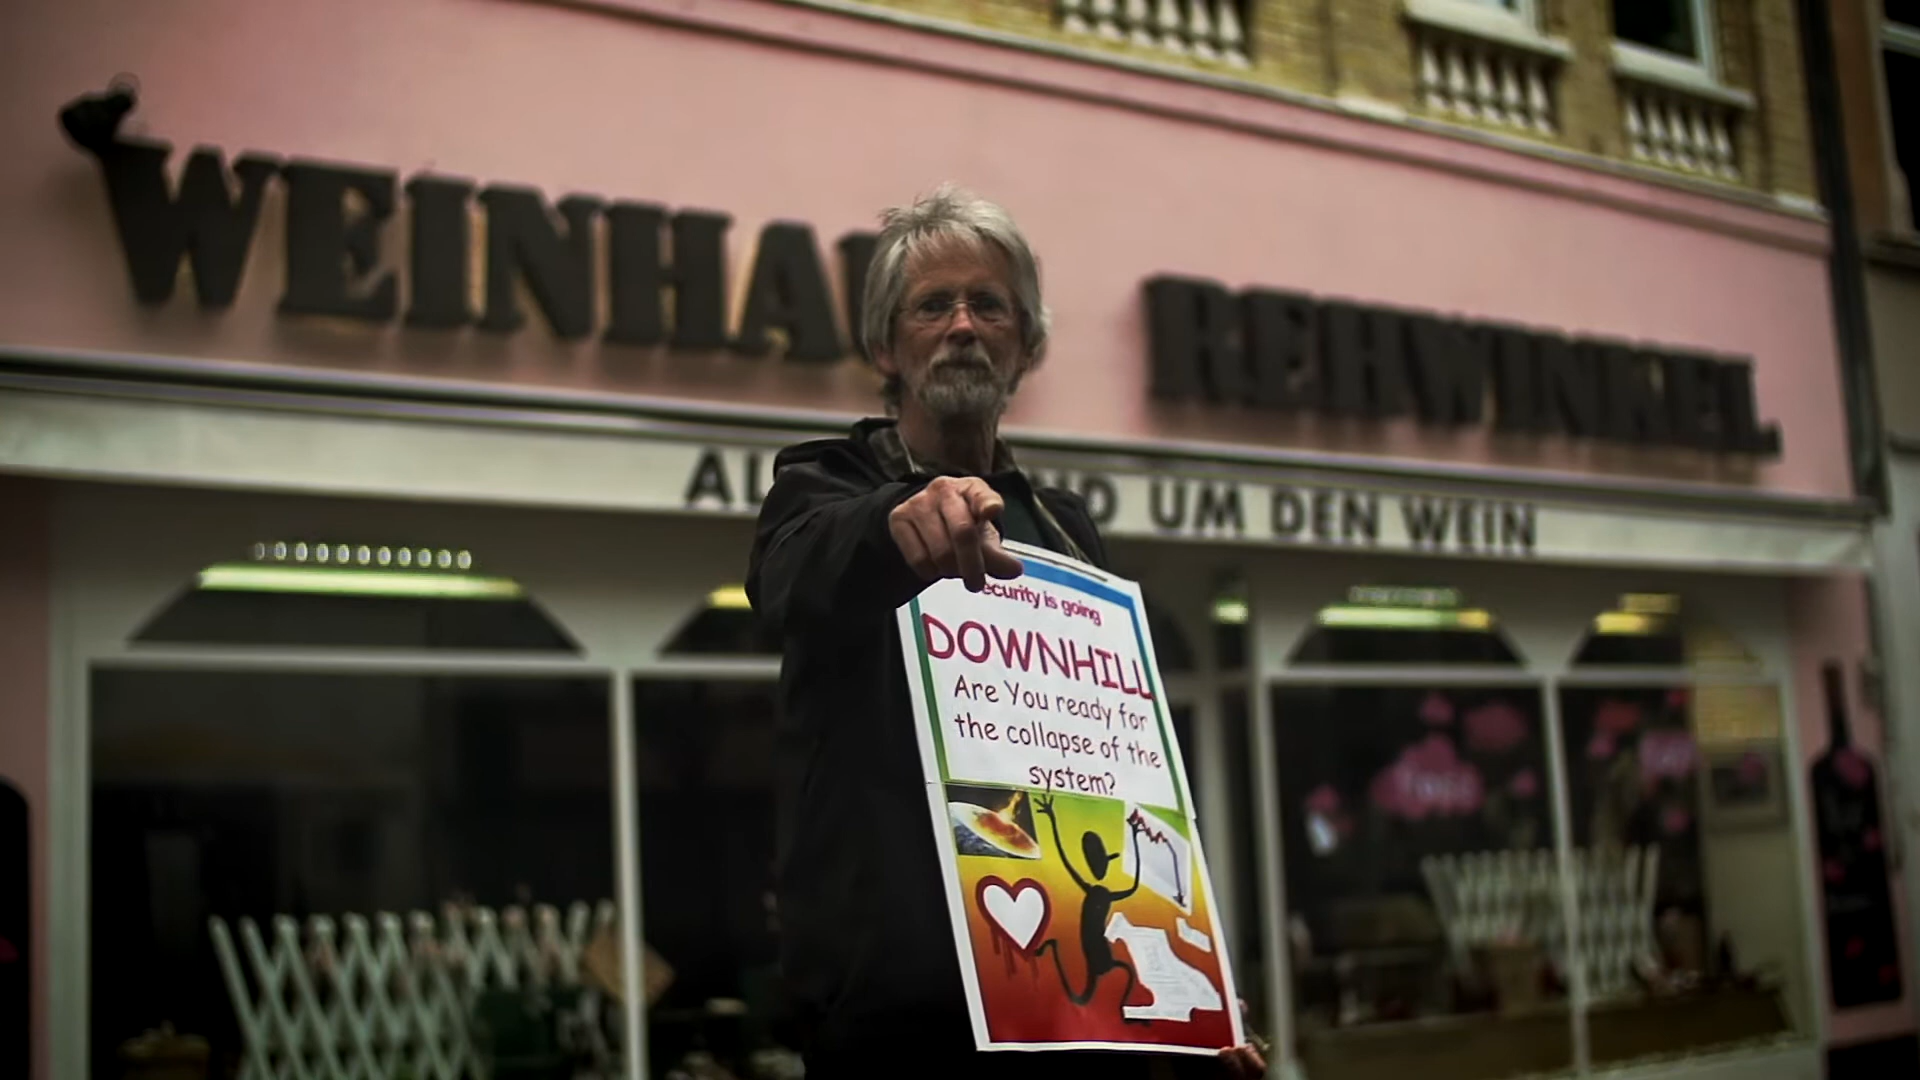 WEINHA
REHWINKEL
AL ND UM DEN WEIN
ecurity is going
DOWNHILL
Are You ready for
the collapse of the
system?